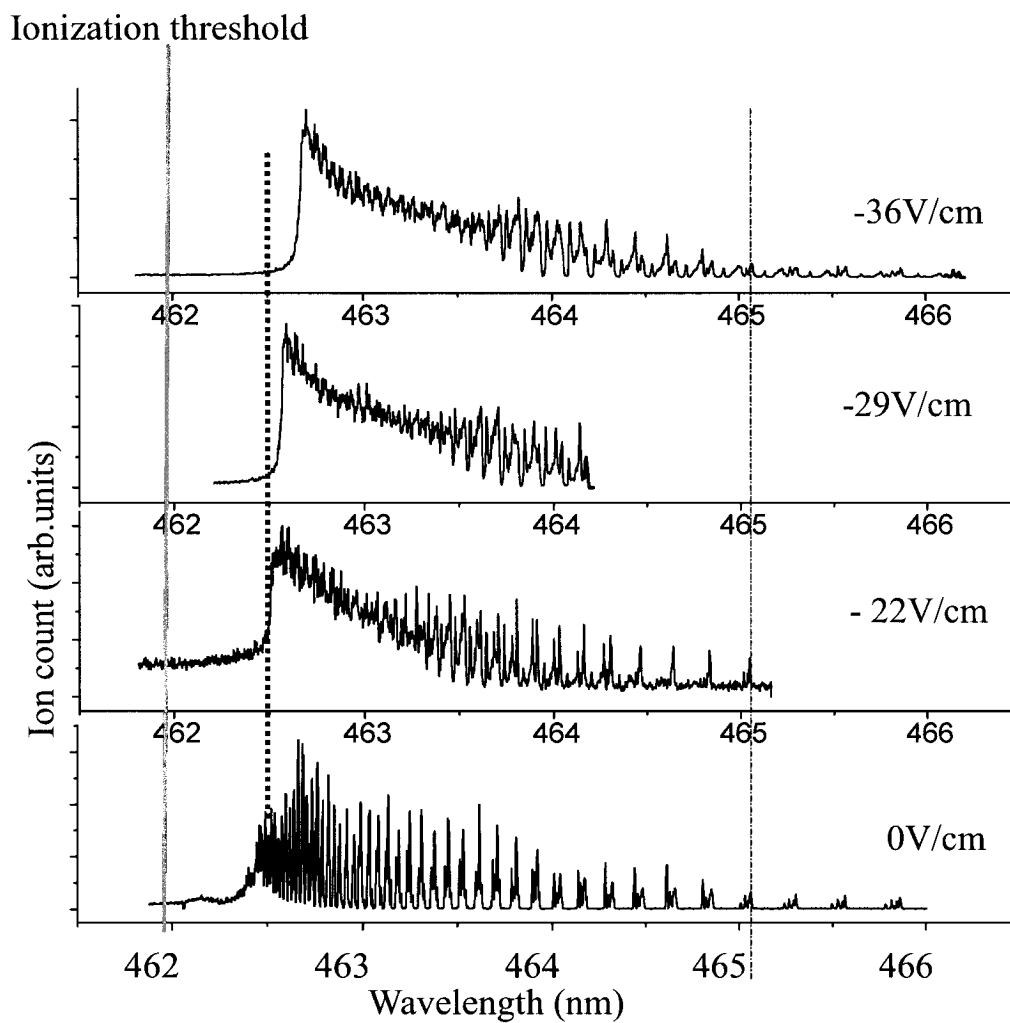 Ionization threshold
-36V/cm
462 463 464 465 466
-29V/cm
462 463 464 465 466
- 22V/cm
462 463 464 465 466
0V/cm
462 463 464 465 466
Wavelength (nm)
Ion count (arb.units)